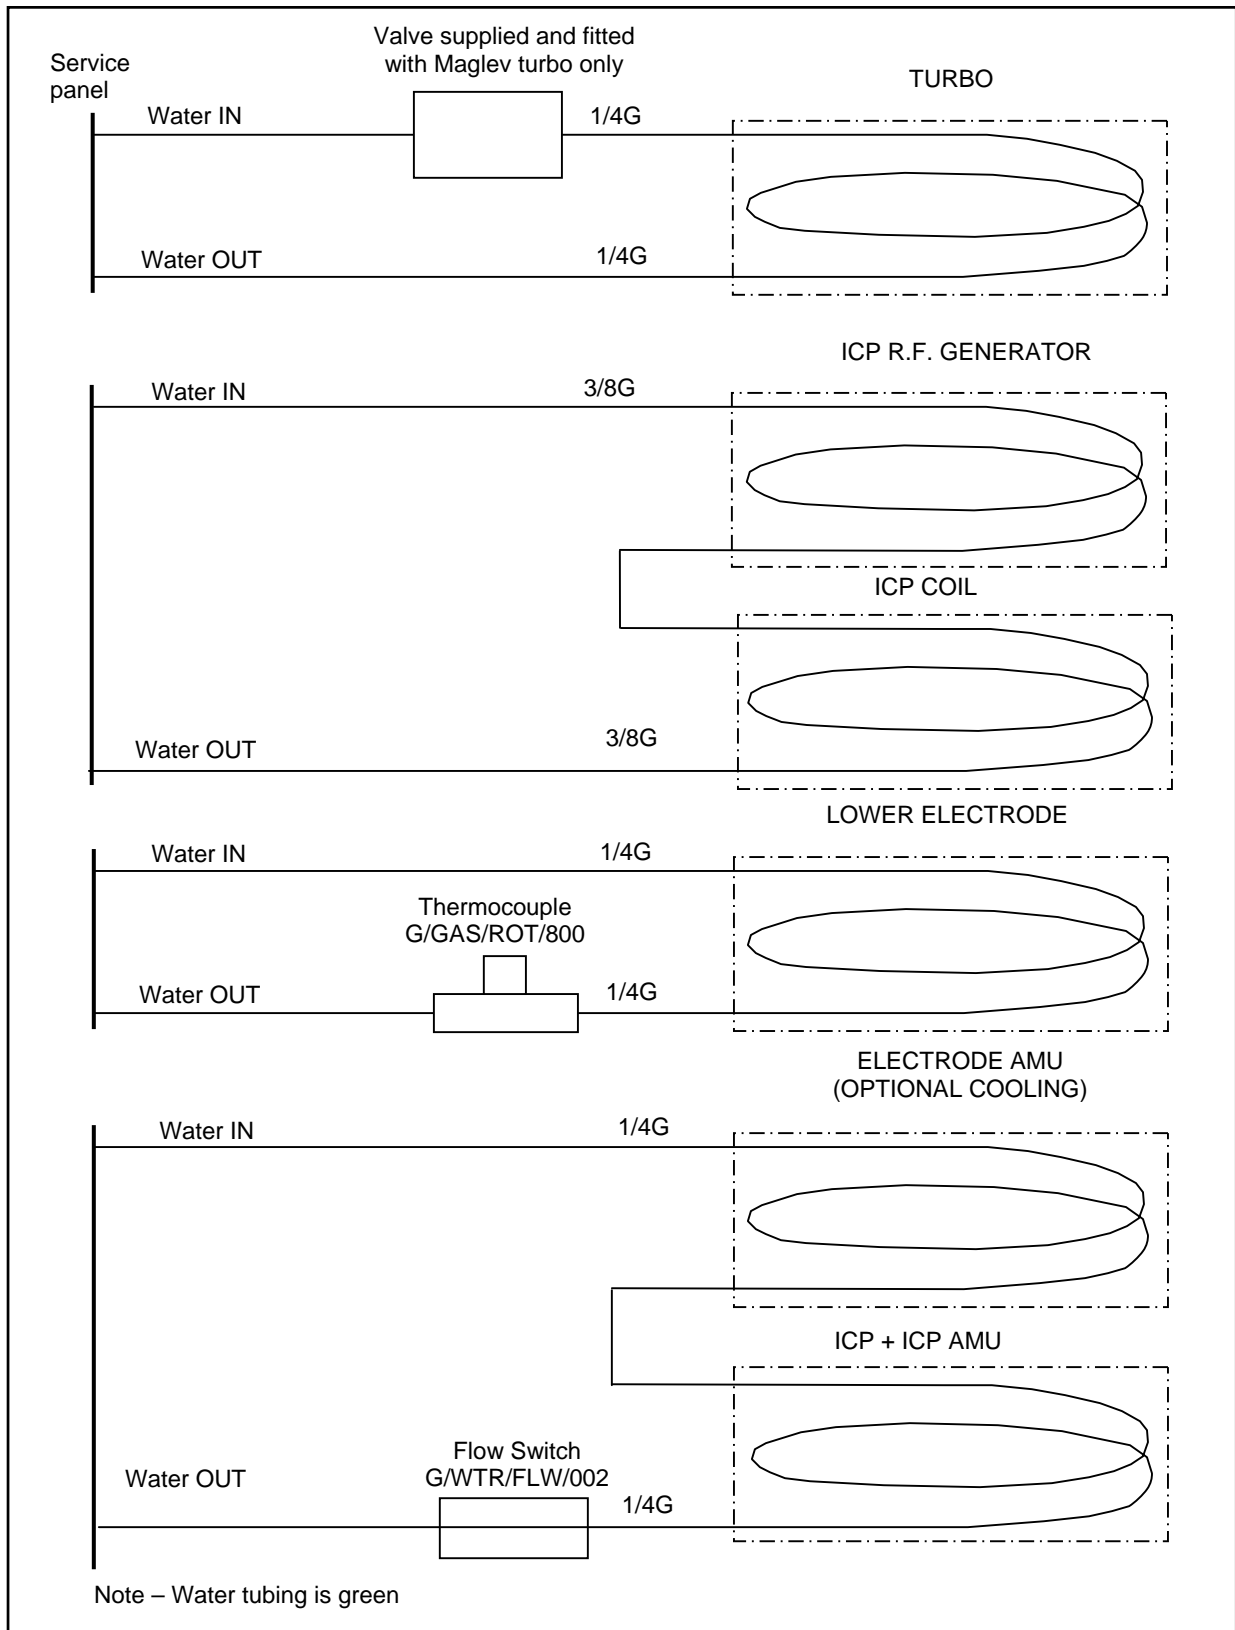 Valve supplied and fitted
with Maglev turbo only
Service
panel
TURBO
Water IN
1/4G
Water OUT
1/4G
ICP R.F. GENERATOR
Water IN
3/8G
ICP COIL
Water OUT
3/8G
LOWER ELECTRODE
Water IN
1/4G
Thermocouple
G/GAS/ROT/800
Water OUT
1/4G
ELECTRODE AMU
(OPTIONAL COOLING)
Water IN
1/4G
ICP + ICP AMU
Flow Switch
G/WTR/FLW/002
Water OUT
1/4G
Note – Water tubing is green